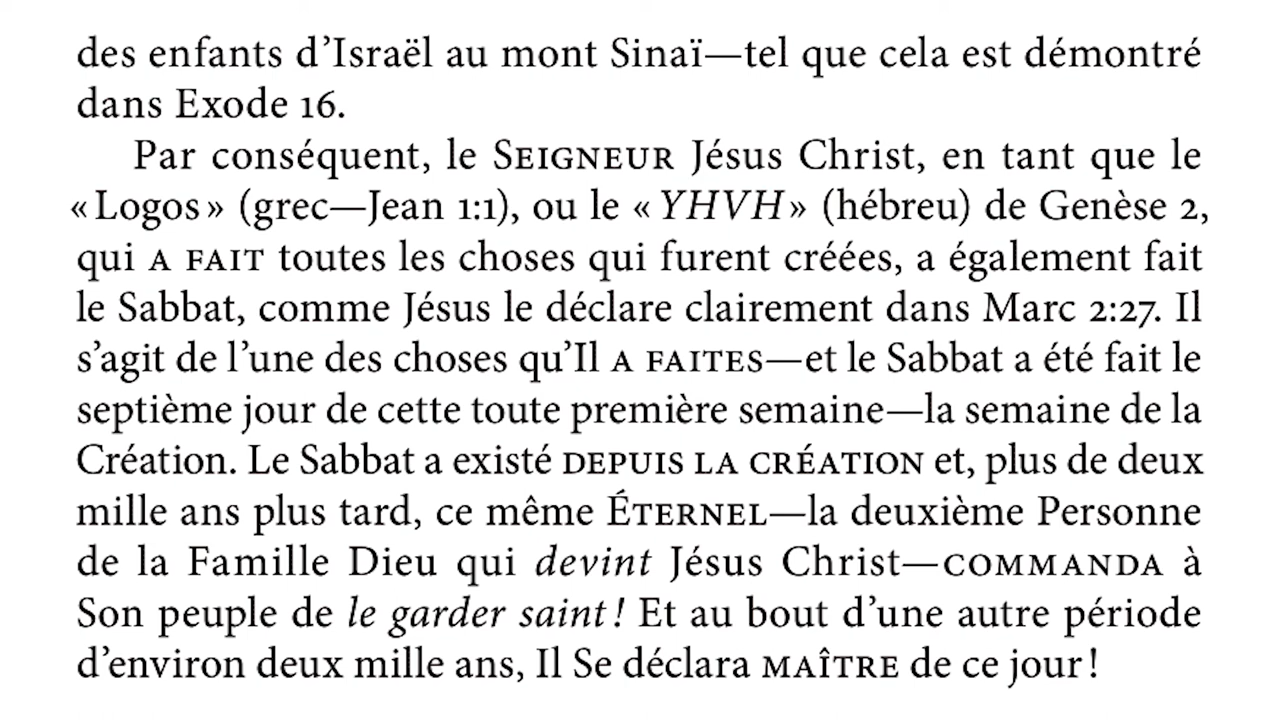 des enfants d’Israël au mont Sinaï—tel que cela est démontré
dans Exode 16.
Par conséquent, le SEIGNEUR Jésus Christ, en tant que le
« Logos » (grec—Jean 1:1), ou le « YHVH » (hébreu) de Genèse 2,
qui A FAIT toutes les choses qui furent créées, a également fait
le Sabbat, comme Jésus le déclare clairement dans Marc 2:27. Il
s’agit de l’une des choses qu’Il A FAITES—et le Sabbat a été fait le
septième jour de cette toute première semaine—la semaine de la
Création. Le Sabbat a existé DEPUIS LA CRÉATION et, plus de deux
mille ans plus tard, ce même ÉTERNEL—la deuxième Personne
de la Famille Dieu qui devint Jésus Christ—COMMANDA à
Son peuple de le garder saint ! Et au bout d’une autre période
d’environ deux mille ans, Il Se déclara MAÎTRE de ce jour !